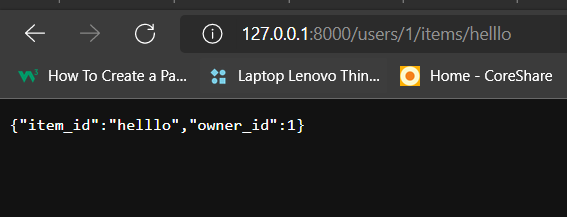 127.0.0.1:8000/users/1/items/helllo
How To Create a Pa... Laptop Lenovo Thin... Home - CoreShare
{"item_id":"helllo","owner_id":1}